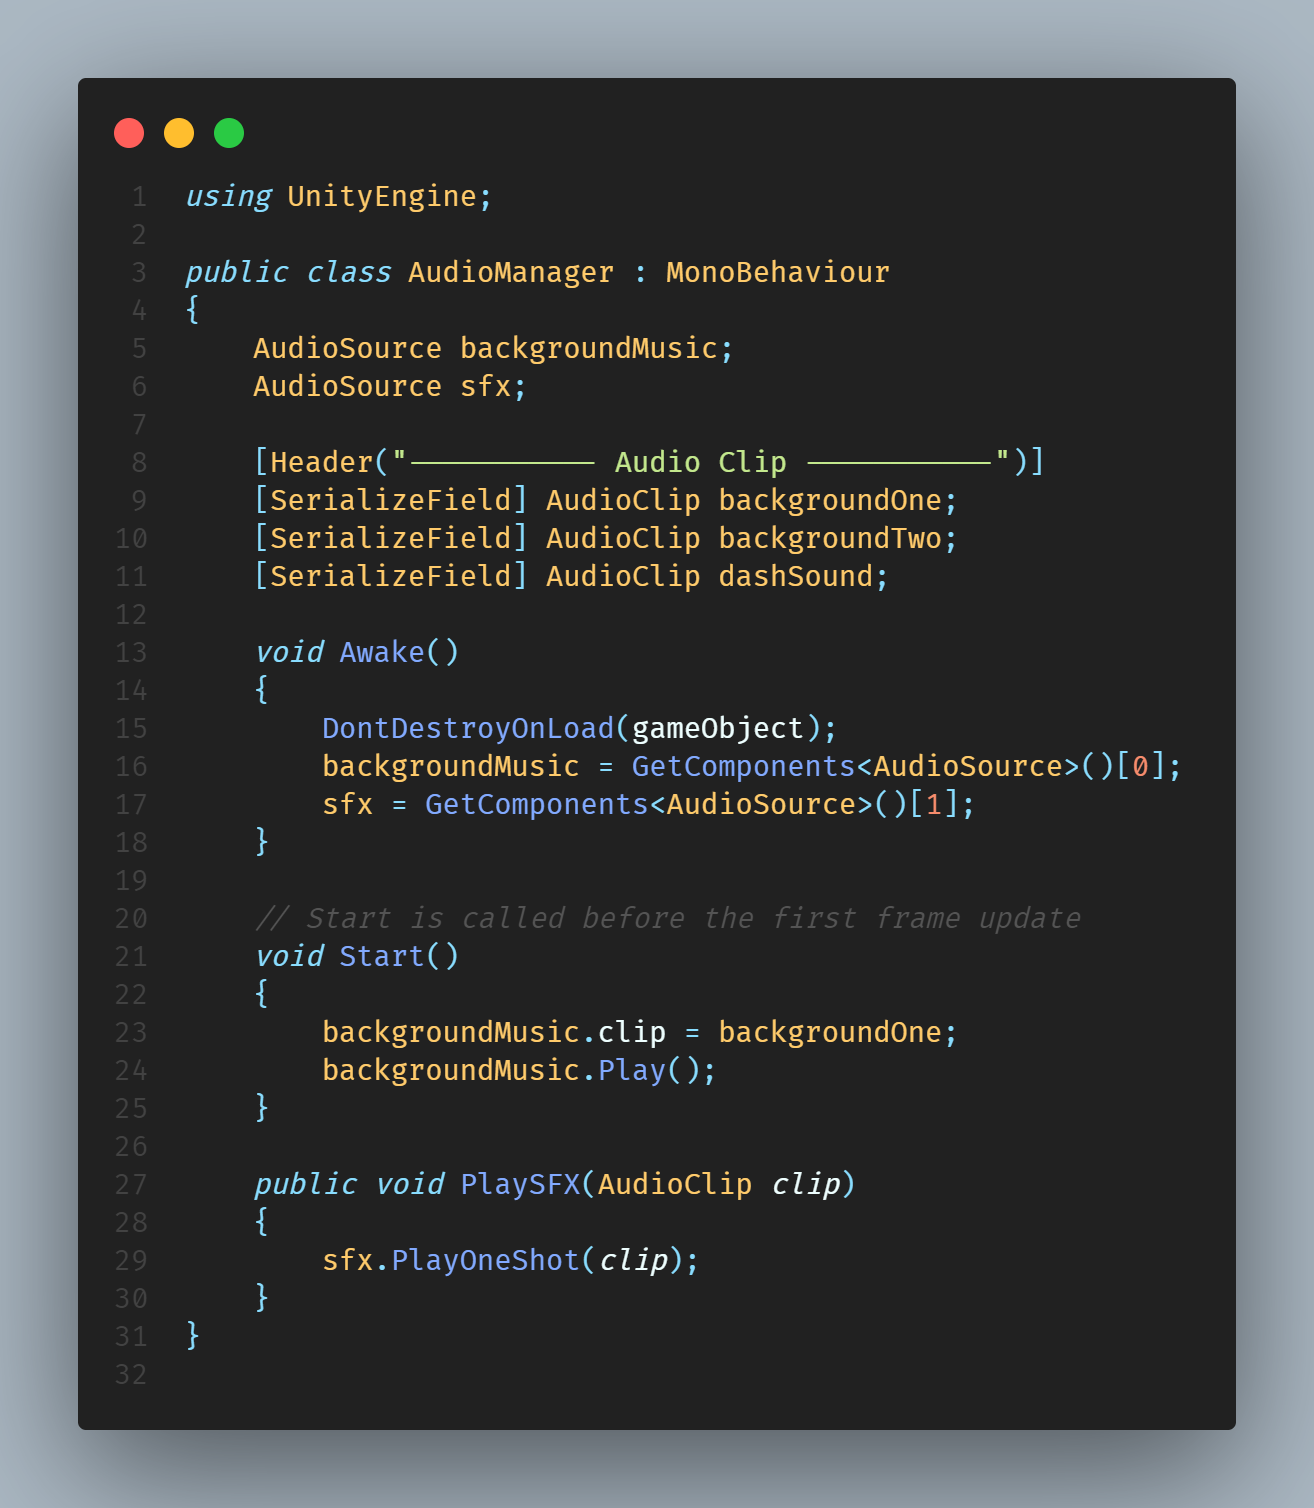 1 using UnityEngine;
2
3 public class AudioManager : MonoBehaviour
4 {
5     AudioSource backgroundMusic;
6     AudioSource sfx;
7
8     [Header("----------- Audio Clip -----------")]
9     [SerializeField] AudioClip backgroundOne;
10     [SerializeField] AudioClip backgroundTwo;
11     [SerializeField] AudioClip dashSound;
12
13     void Awake()
14     {
15         DontDestroyOnLoad(gameObject);
16         backgroundMusic = GetComponents<AudioSource>()[0];
17         sfx = GetComponents<AudioSource>()[1];
18     }
19
20     // Start is called before the first frame update
21     void Start()
22     {
23         backgroundMusic.clip = backgroundOne;
24         backgroundMusic.Play();
25     }
26
27     public void PlaySFX(AudioClip clip)
28     {
29         sfx.PlayOneShot(clip);
30     }
31 }
32